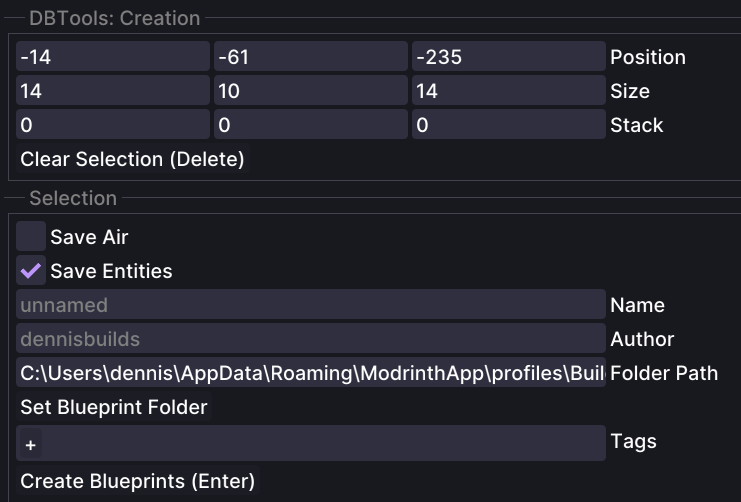 DBTools: Creation
-14 -61 -235 Position
14 10 14 Size
0 0 0 Stack
Clear Selection (Delete)
Selection
Save Air
Save Entities
unnamed Name
dennisbuilds Author
C:\Users\dennis\AppData\Roaming\ModrinthApp\profiles\Buil Folder Path
Set Blueprint Folder
+ Tags
Create Blueprints (Enter)